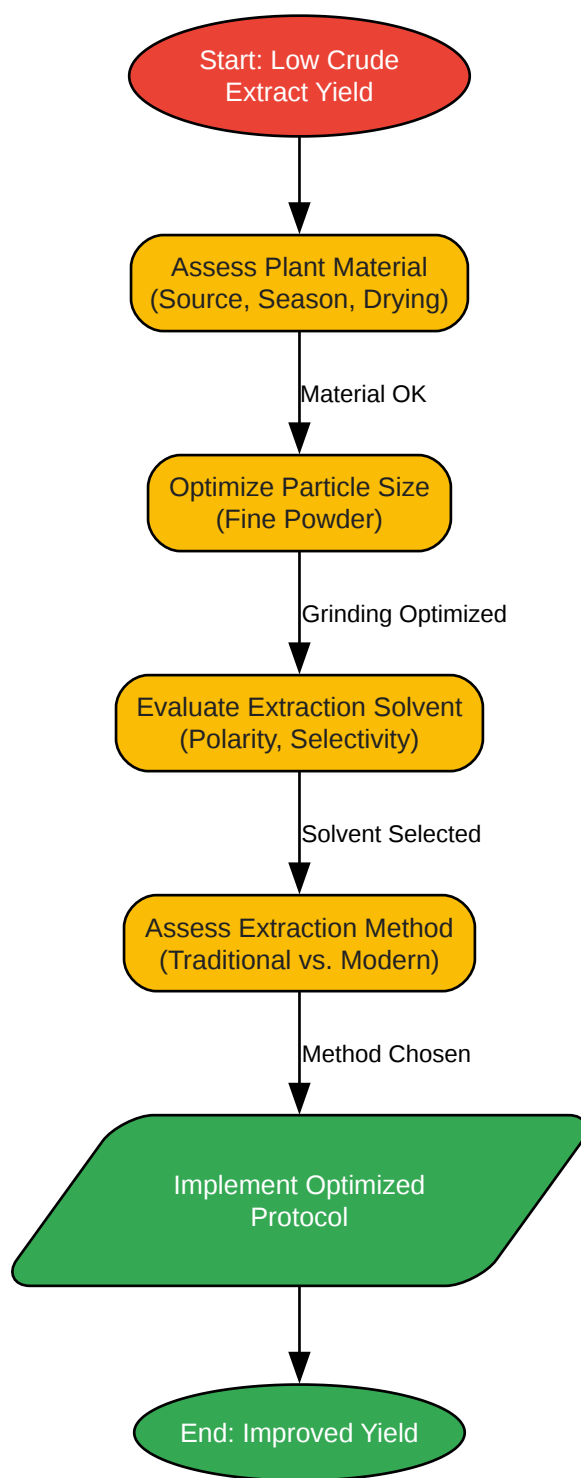 Start: Low Crude
Extract Yield
Assess Plant Material
(Source, Season, Drying)
Material OK
Optimize Particle Size
(Fine Powder)
Grinding Optimized
Evaluate Extraction Solvent
(Polarity, Selectivity)
Solvent Selected
Assess Extraction Method
(Traditional vs. Modern)
Method Chosen
Implement Optimized
Protocol
End: Improved Yield